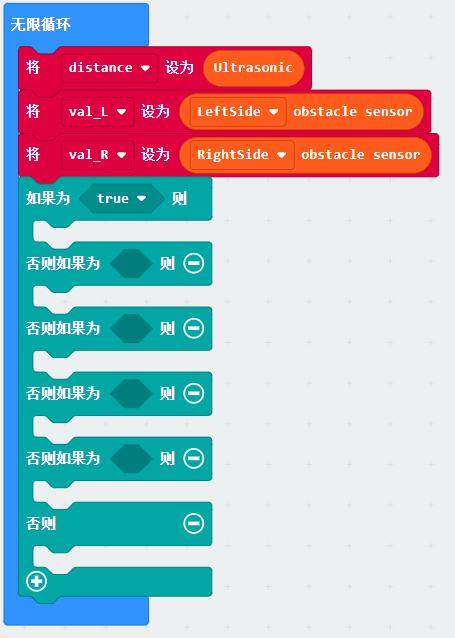 无限循环
将 distance 设为 Ultrasonic
将 val_L 设为 LeftSide obstacle sensor
将 val_R 设为 RightSide obstacle sensor
如果为 true 则
否则如果为 则
否则如果为 则
否则如果为 则
否则如果为 则
否则